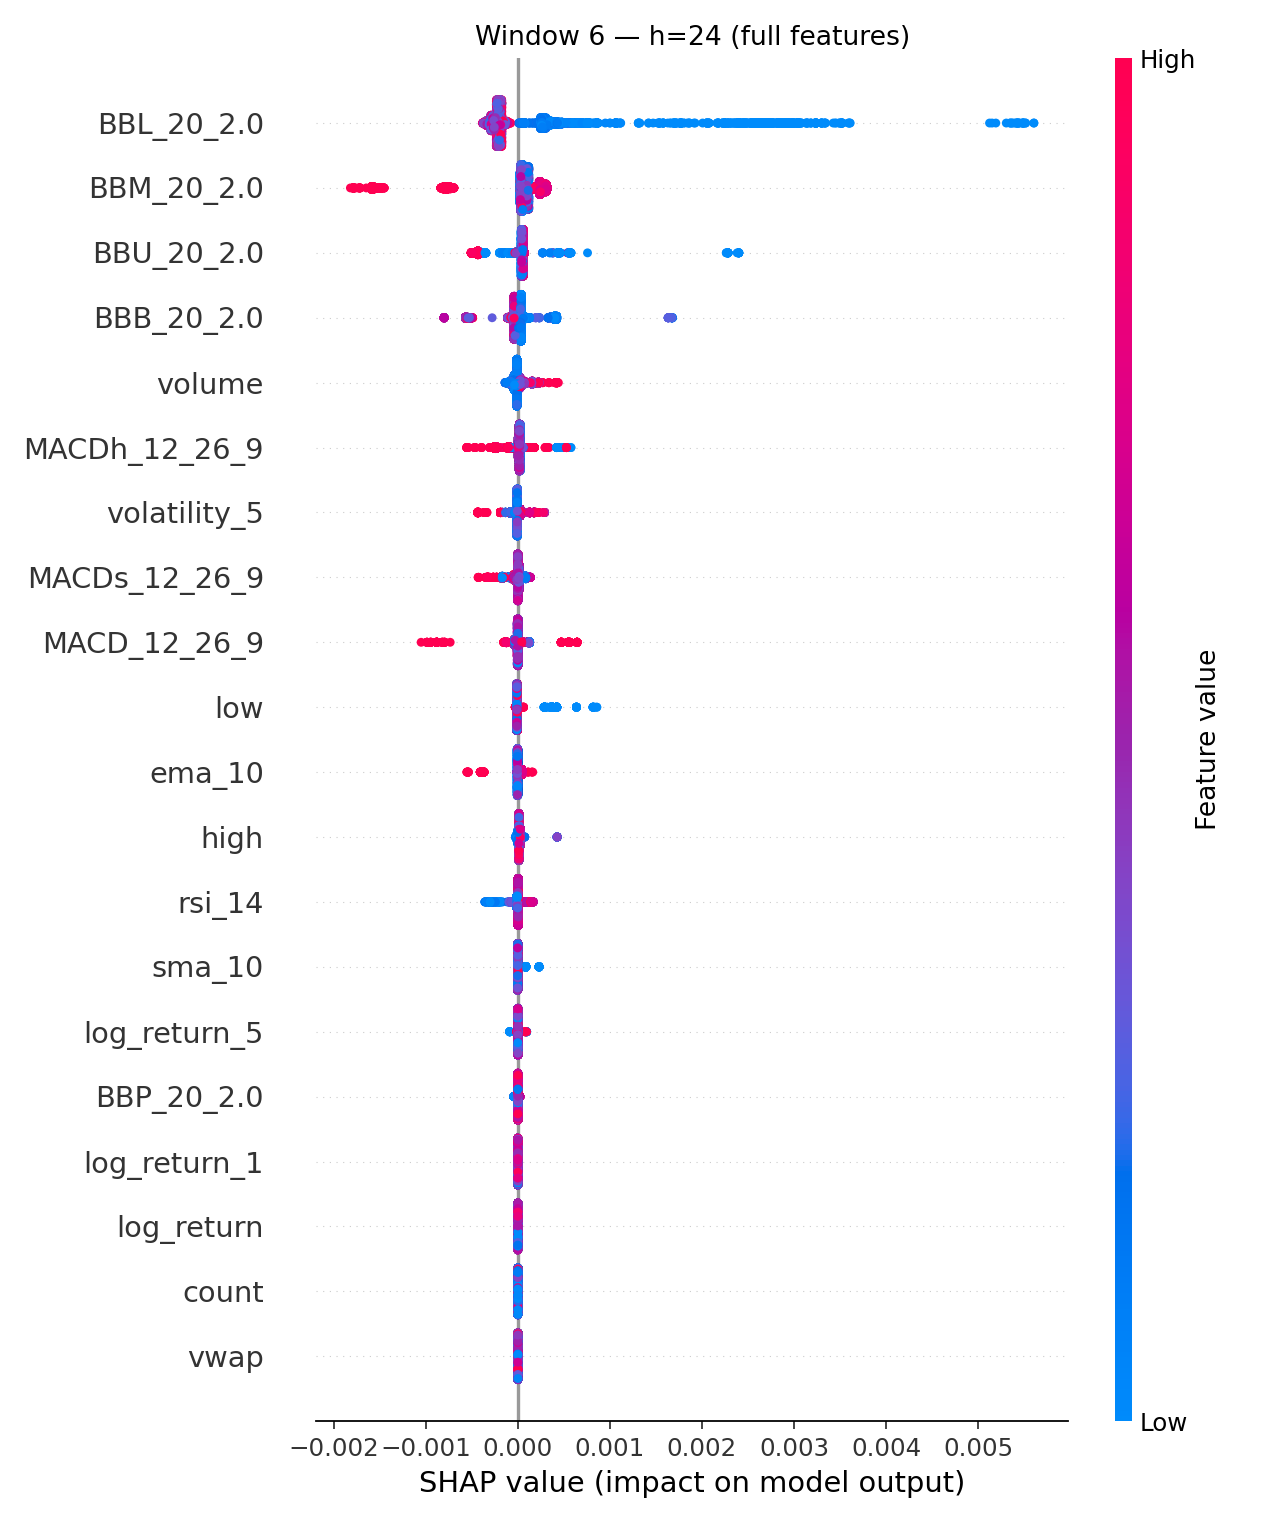 Window 6 — h=24 (full features)
High
BBL_20_2.0
BBM_20_2.0
BBU_20_2.0
BBB_20_2.0
volume
MACDh_12_26_9
volatility_5
MACDs_12_26_9
MACD_12_26_9
low
ema_10
high
rsi_14
sma_10
log_return_5
BBP_20_2.0
log_return_1
log_return
count
vwap
Feature value
Low
−0.002 −0.001 0.000 0.001 0.002 0.003 0.004 0.005
SHAP value (impact on model output)